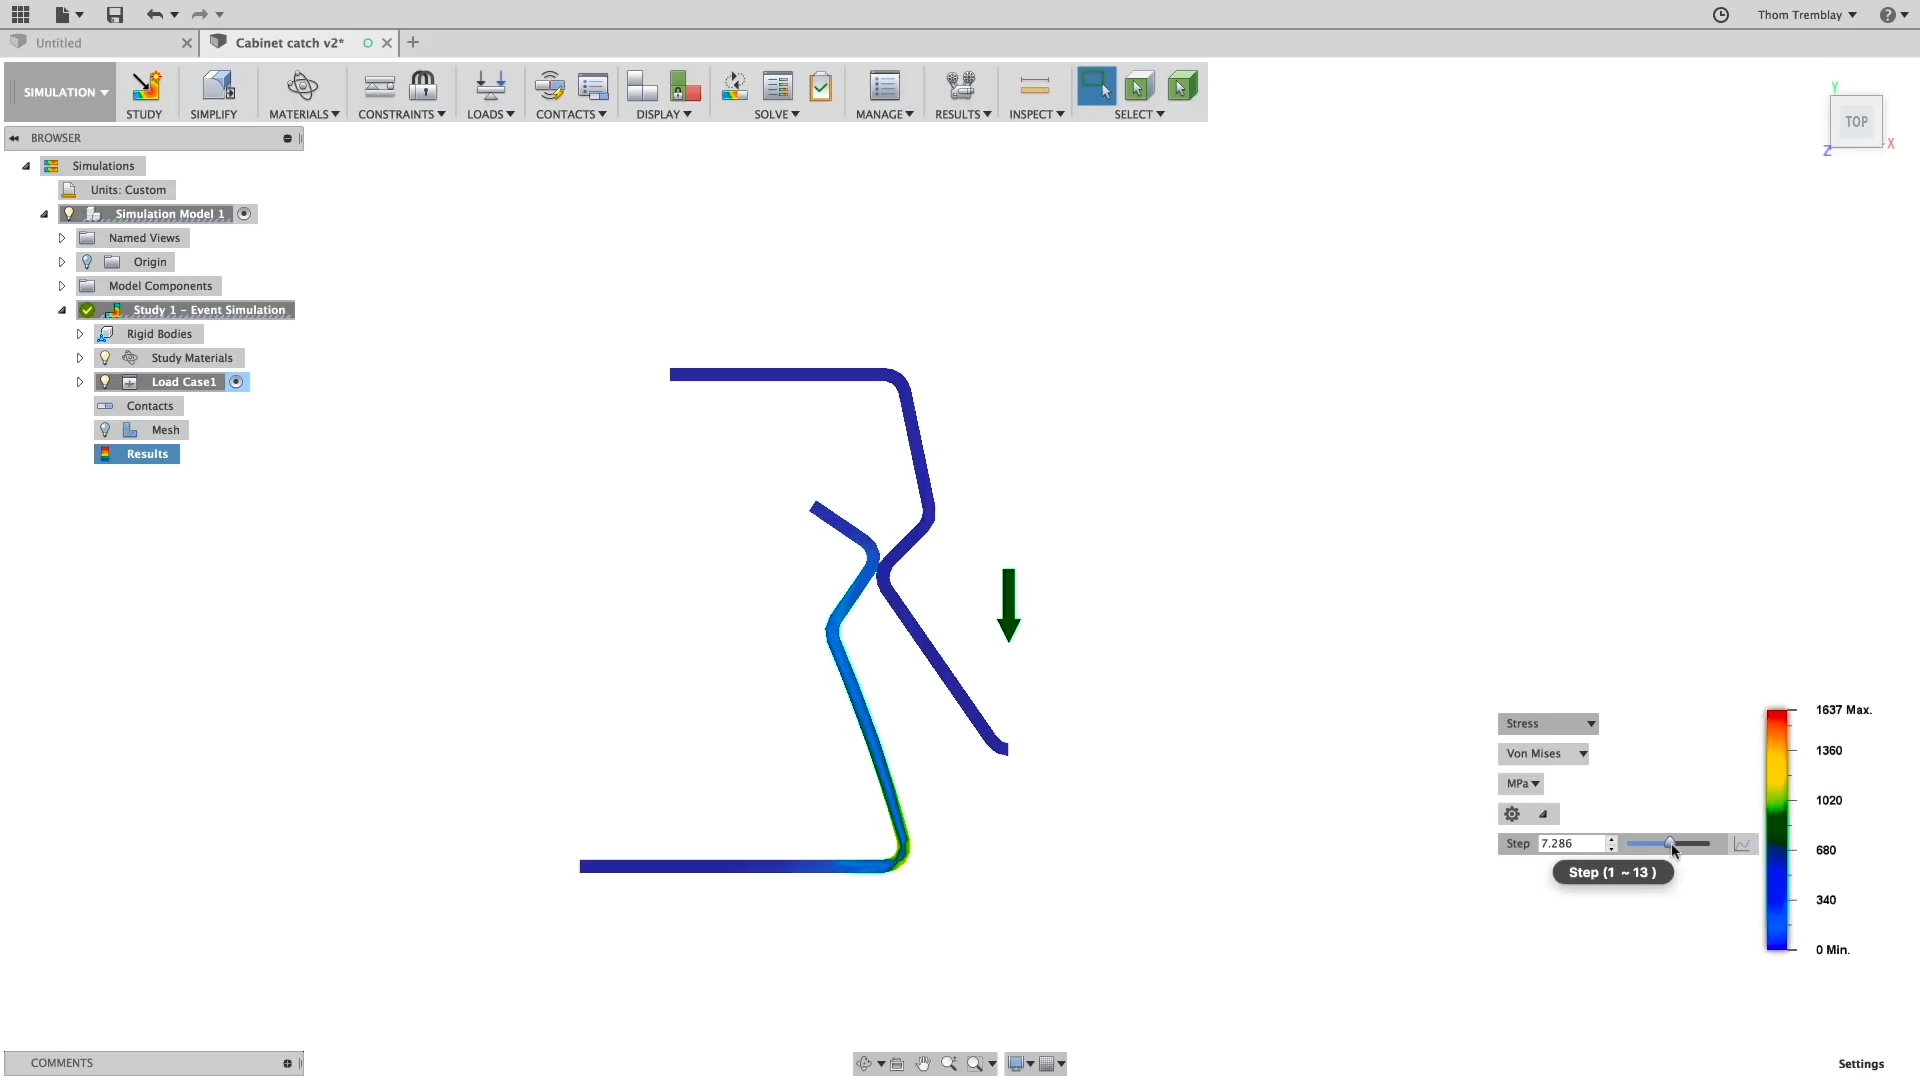 Thom Tremblay
Untitled
Cabinet catch v2*
SIMULATION
STUDY
SIMPLIFY
MATERIALS
CONSTRAINTS
LOADS
CONTACTS
DISPLAY
SOLVE
MANAGE
RESULTS
INSPECT
SELECT
Y
TOP
X
Z
BROWSER
Simulations
Units: Custom
Simulation Model 1
Named Views
Origin
Model Components
Study 1 - Event Simulation
Rigid Bodies
Study Materials
Load Case1
Contacts
Mesh
Results
Stress
Von Mises
MPa
Step 7.286
Step (1 ~ 13 )
1637 Max.
1360
1020
680
340
0 Min.
COMMENTS
Settings